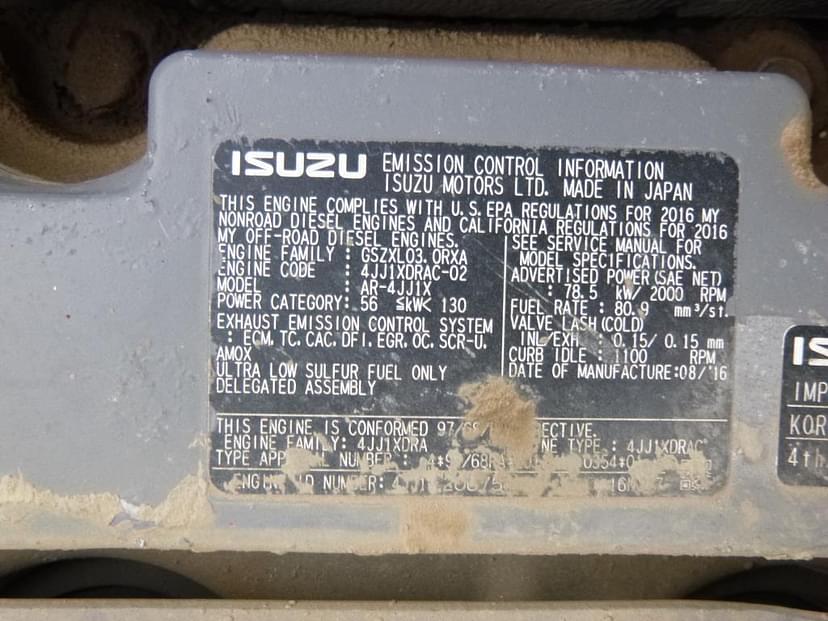 ISUZU EMISSION CONTROL INFORMATION
ISUZU MOTORS LTD. MADE IN JAPAN
THIS ENGINE COMPLIES WITH U.S.EPA REGULATIONS FOR 2016 MY
NONROAD DIESEL ENGINES AND CALIFORNIA REGULATIONS FOR 2016
MY OFF-ROAD DIESEL ENGINES.
ENGINE FAMILY : GSZXL03.0RXA
ENGINE CODE : 4JJ1XDRAC-02
MODEL : AR-4JJ1X
POWER CATEGORY: 56 ≦kW< 130
EXHAUST EMISSION CONTROL SYSTEM
: ECM, TC, CAC, DFI, EGR, OC, SCR-U,
AMOX
ULTRA LOW SULFUR FUEL ONLY
DELEGATED ASSEMBLY
SEE SERVICE MANUAL FOR
MODEL SPECIFICATIONS.
ADVERTISED POWER(SAE NET)
: 78.5 kW/ 2000 RPM
FUEL RATE : 80.9 mm³/st.
VALVE LASH(COLD)
INL/EXH : 0.15/ 0.15 mm
CURB IDLE : 1100 RPM
DATE OF MANUFACTURE:08/'16
THIS ENGINE IS CONFORMED
ENGINE FAMILY: 4JJ1XDRA
TYPE : 4JJ1XDRAC
TYPE NUMBER :
NUMBER:
IMP
KOR
4th